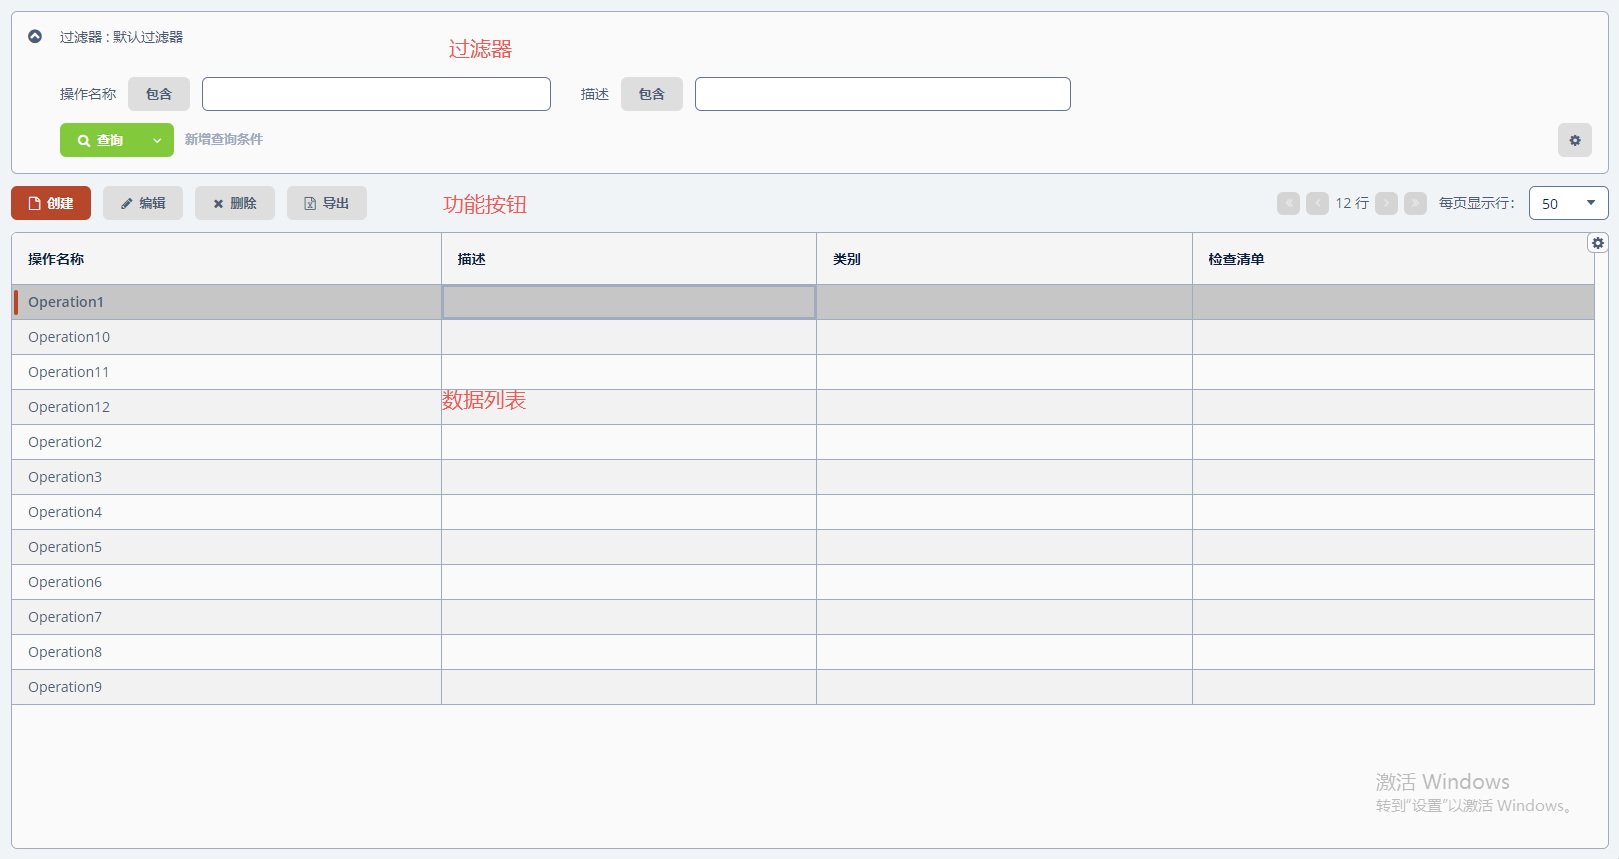 过滤器 : 默认过滤器
过滤器
操作名称 包含 描述 包含
查询 新增查询条件
创建 编辑 删除 导出 功能按钮 12 行 每页显示行: 50
操作名称 描述 类别 检查清单
Operation1
Operation10
Operation11
数据列表
Operation12
Operation2
Operation3
Operation4
Operation5
Operation6
Operation7
Operation8
Operation9
激活 Windows
转到“设置”以激活 Windows。